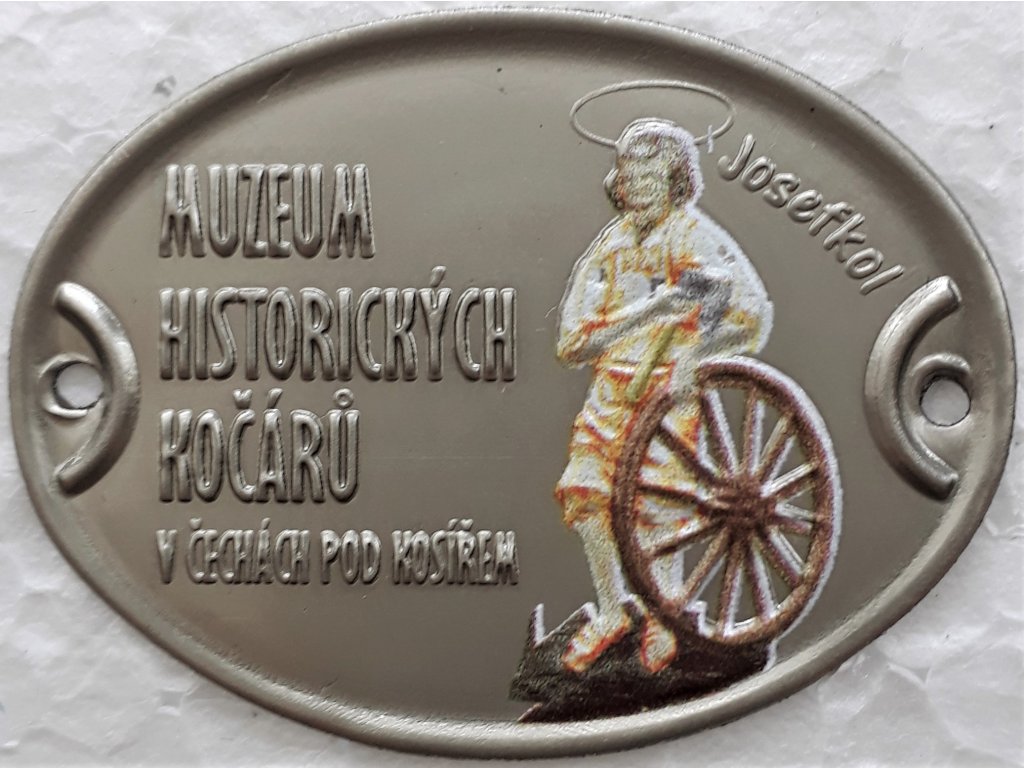 MUZEUM
HISTORICKÝCH
KOČÁRŮ
V ČECHÁCH POD KOSÍŘEM
Josefkol